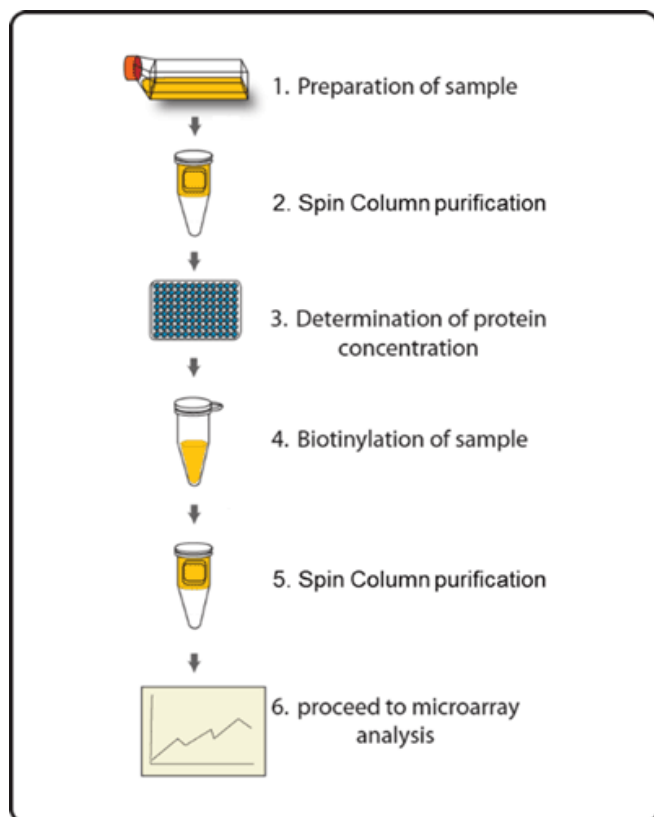 1. Preparation of sample
2. Spin Column purification
3. Determination of protein
concentration
4. Biotinylation of sample
5. Spin Column purification
6. proceed to microarray
analysis